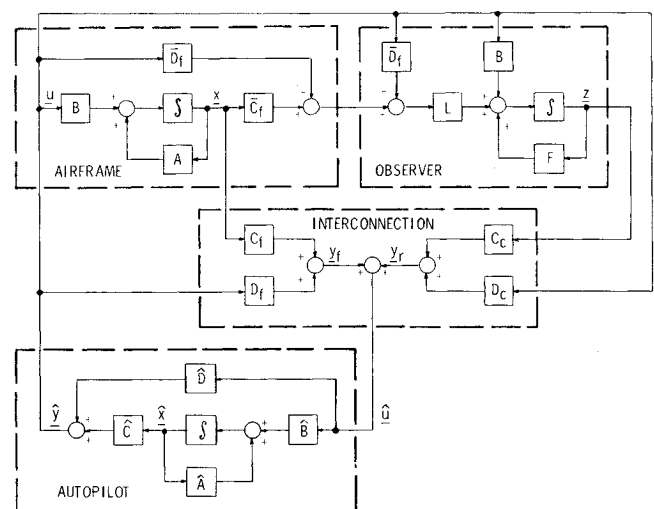 D̄f
D̄f
B
u
B
+
+
∫
x
C̄f
-
+
-
+
L
+
+
+
∫
z
A
F
AIRFRAME
OBSERVER
INTERCONNECTION
Cf
+
+
yf
+
+
yr
+
+
Cc
Df
Dc
D̂
ŷ
+
+
Ĉ
x̂
∫
+
+
B̂
û
Â
AUTOPILOT